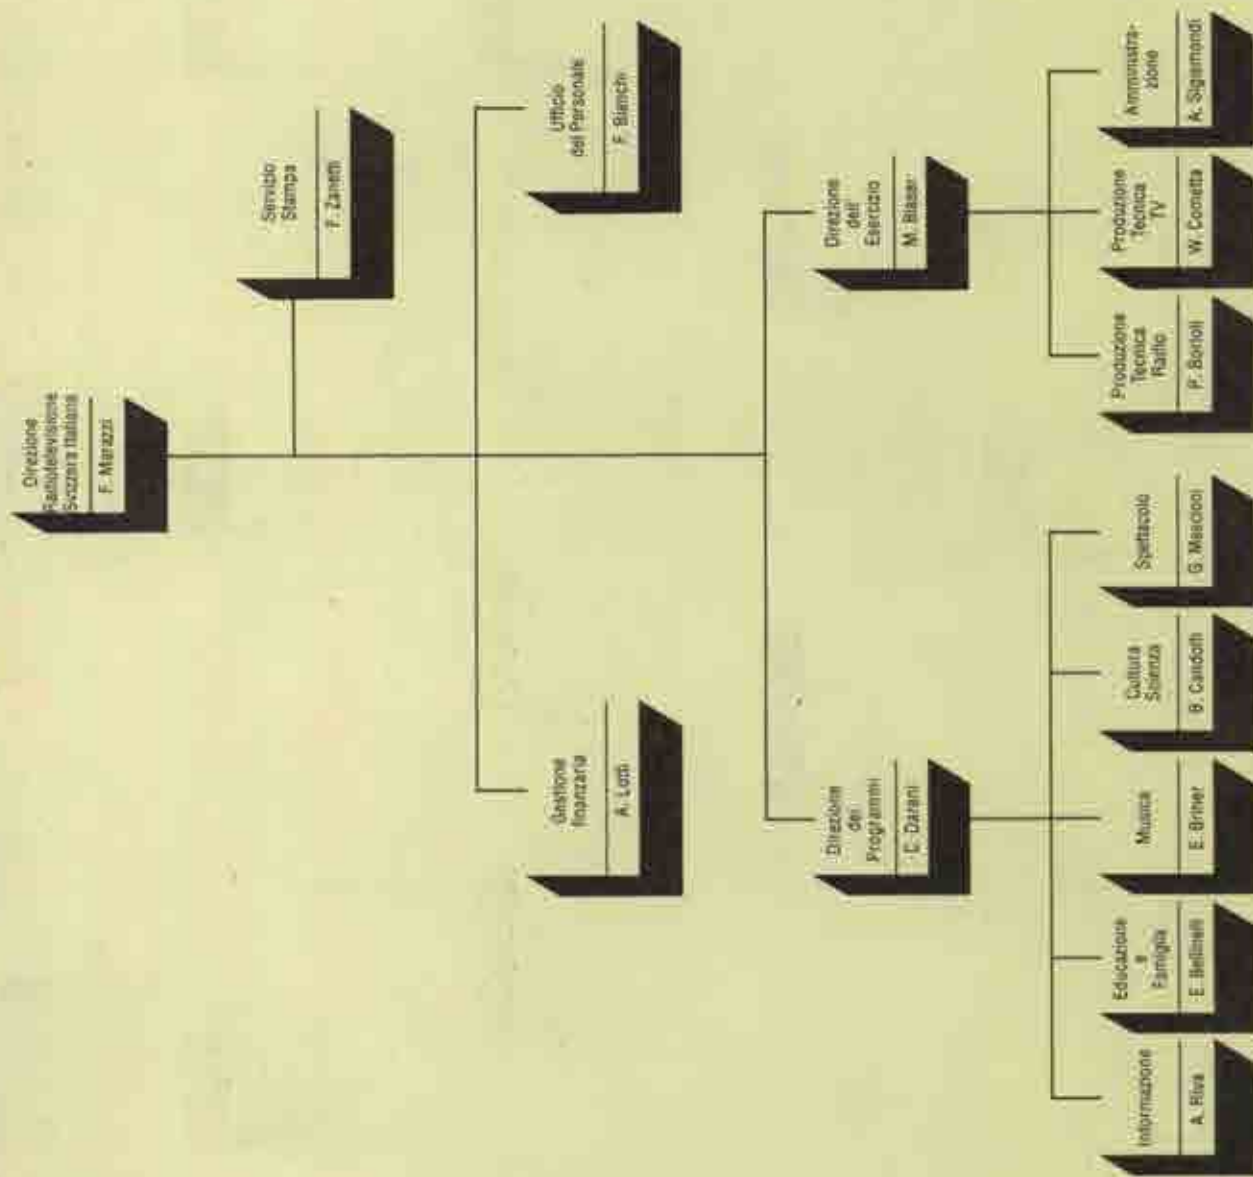 Direzione
Radiotelevisione
Svizzera Italiana
F. Marazzi
Servizio
Stampa
F. Zanetti
Gestione
finanziaria
A. Lotti
Ufficio
del Personale
F. Bianchi
Direzione
dei
Programmi
C. Darani
Direzione
dell'
Esercizio
M. Blaser
Informazione
A. Riva
Educazione
e
Famiglia
E. Bellinelli
Musica
E. Briner
Cultura
Scienza
B. Candolfi
Spettacolo
G. Mascioni
Produzione
Tecnica
Radio
P. Bortoli
Produzione
Tecnica
TV
W. Cometta
Amministra-
zione
A. Sigismondi